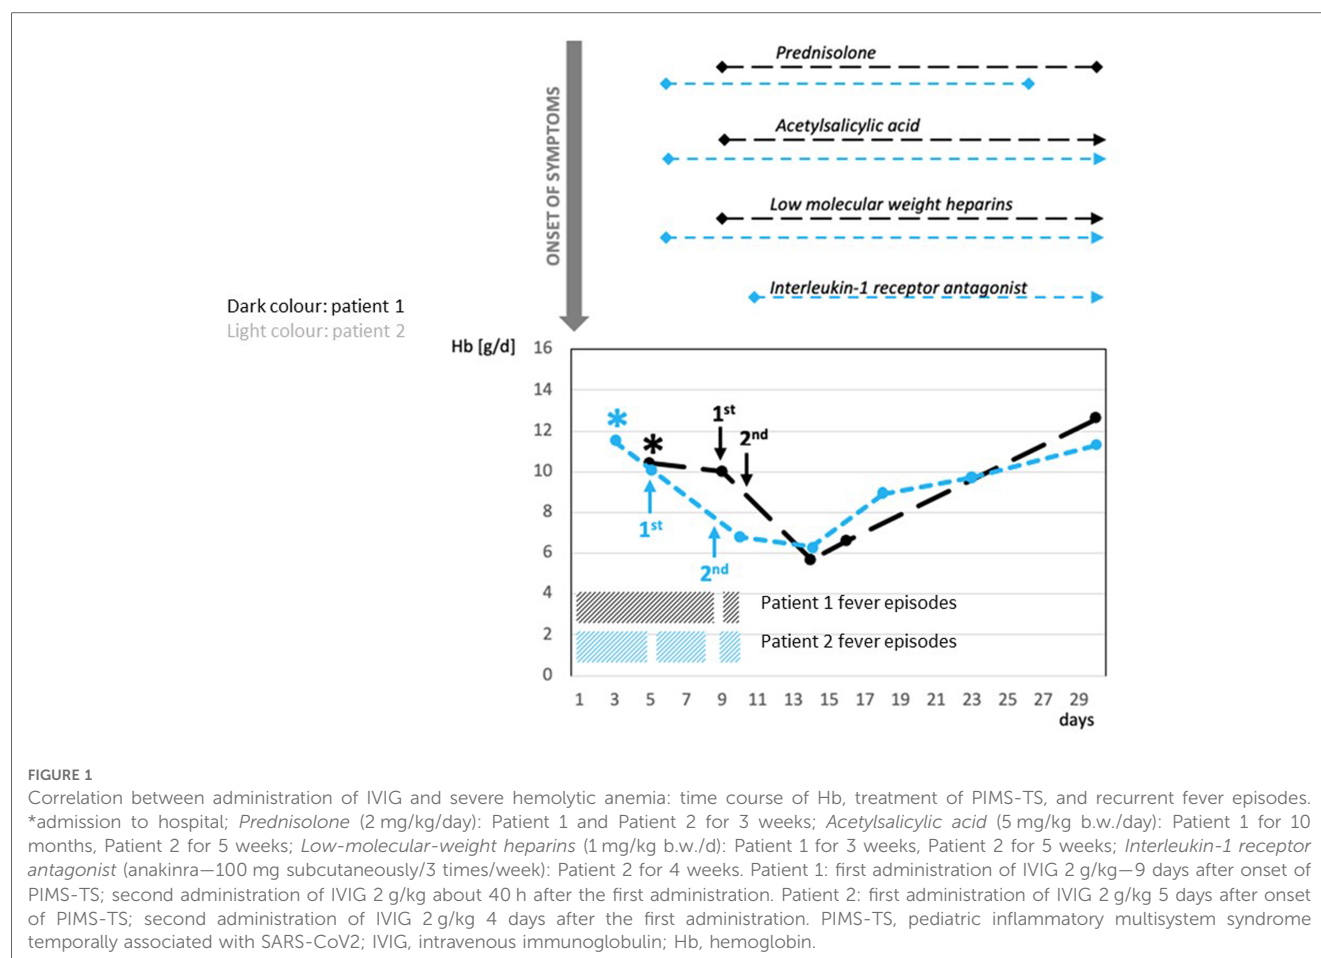 Prednisolone
Acetylsalicylic acid
Low molecular weight heparins
Interleukin-1 receptor antagonist
ONSET OF SYMPTOMS
Dark colour: patient 1
Light colour: patient 2
Hb [g/d]
16
14
12
10
8
6
4
2
0
*
*
1st
2nd
1st
2nd
Patient 1 fever episodes
Patient 2 fever episodes
1 3 5 7 9 11 13 15 17 19 21 23 25 27 29
days
FIGURE 1
Correlation between administration of IVIG and severe hemolytic anemia: time course of Hb, treatment of PIMS-TS, and recurrent fever episodes.
*admission to hospital; Prednisolone (2 mg/kg/day): Patient 1 and Patient 2 for 3 weeks; Acetylsalicylic acid (5 mg/kg b.w./day): Patient 1 for 10
months, Patient 2 for 5 weeks; Low-molecular-weight heparins (1 mg/kg b.w./d): Patient 1 for 3 weeks, Patient 2 for 5 weeks; Interleukin-1 receptor
antagonist (anakinra—100 mg subcutaneously/3 times/week): Patient 2 for 4 weeks. Patient 1: first administration of IVIG 2 g/kg—9 days after onset of
PIMS-TS; second administration of IVIG 2 g/kg about 40 h after the first administration. Patient 2: first administration of IVIG 2 g/kg 5 days after onset
of PIMS-TS; second administration of IVIG 2 g/kg 4 days after the first administration. PIMS-TS, pediatric inflammatory multisystem syndrome
temporally associated with SARS-CoV2; IVIG, intravenous immunoglobulin; Hb, hemoglobin.